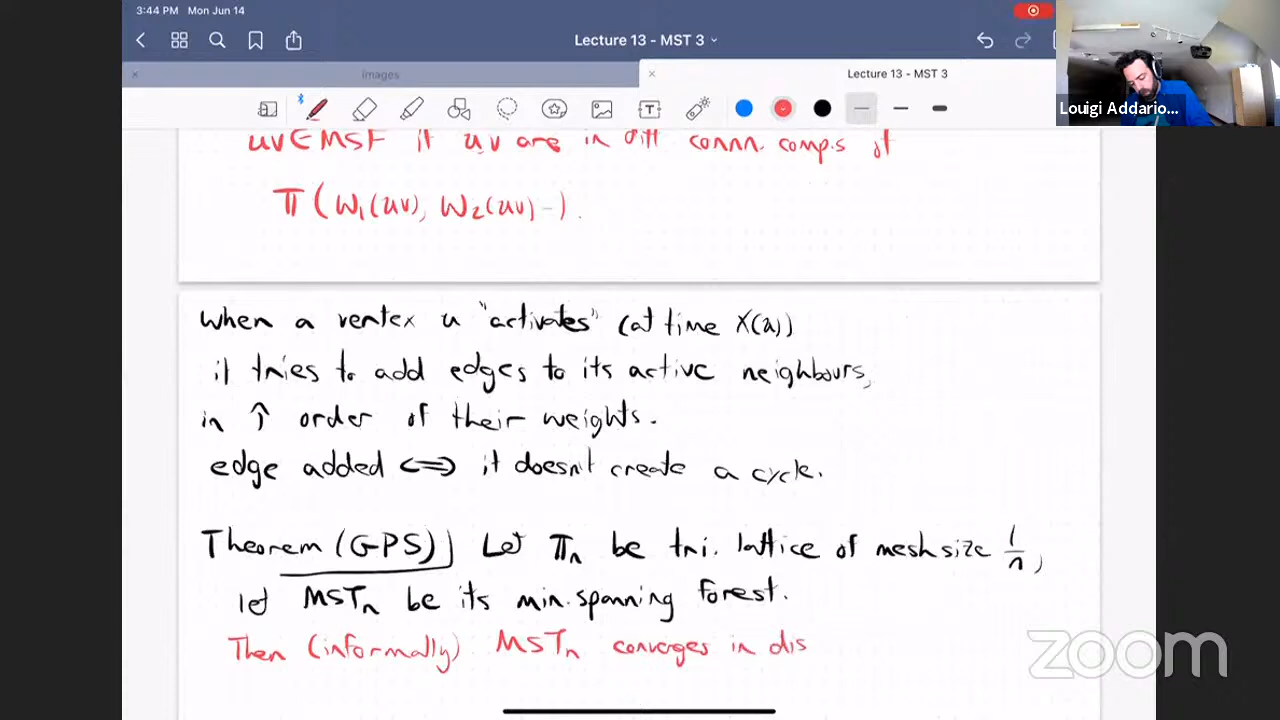 3:44 PM Mon Jun 14
Lecture 13 - MST 3
images
Lecture 13 - MST 3
Louigi Addario...
uv ∈ MSF if u,v are in diff conn. comps of
𝕋(W₁(uv), W₂(uv)-).
When a vertex u "activates" (at time X(u))
it tries to add edges to its active neighbours,
in ↑ order of their weights.
edge added ⟺ it doesn't create a cycle.
Theorem (GPS) Let 𝕋n be tri. lattice of mesh size 1/n,
let MSTn be its min. spanning forest.
Then (informally) MSTn converges in dis
zoom